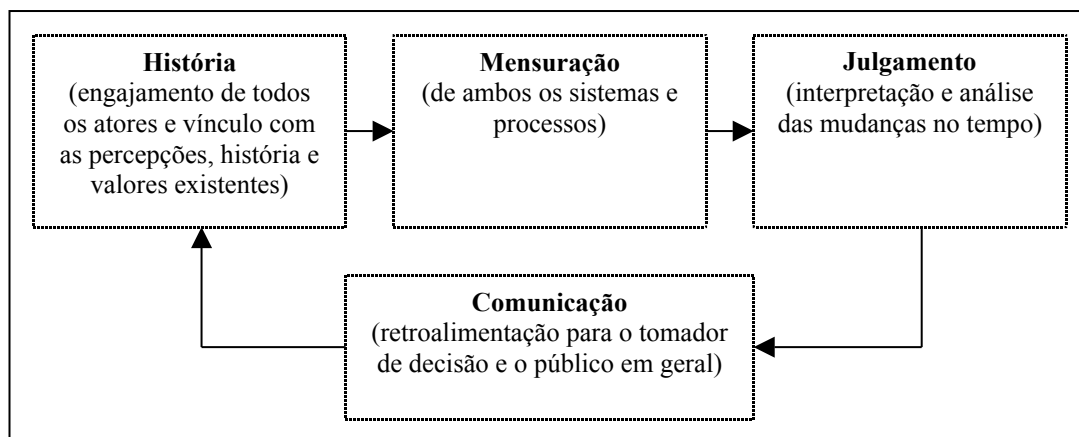 História
(engajamento de todos
os atores e vínculo com
as percepções, história e
valores existentes)
Mensuração
(de ambos os sistemas e
processos)
Julgamento
(interpretação e análise
das mudanças no tempo)
Comunicação
(retroalimentação para o tomador
de decisão e o público em geral)